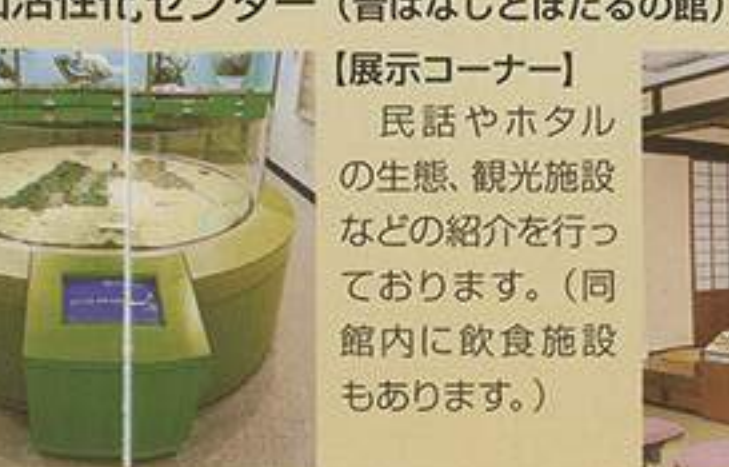 活性化センター（昔ばなしとほたるの館）
【展示コーナー】
民話やホタル
の生態、観光施設
などの紹介を行っ
ております。（同
館内に飲食施設
もあります。）